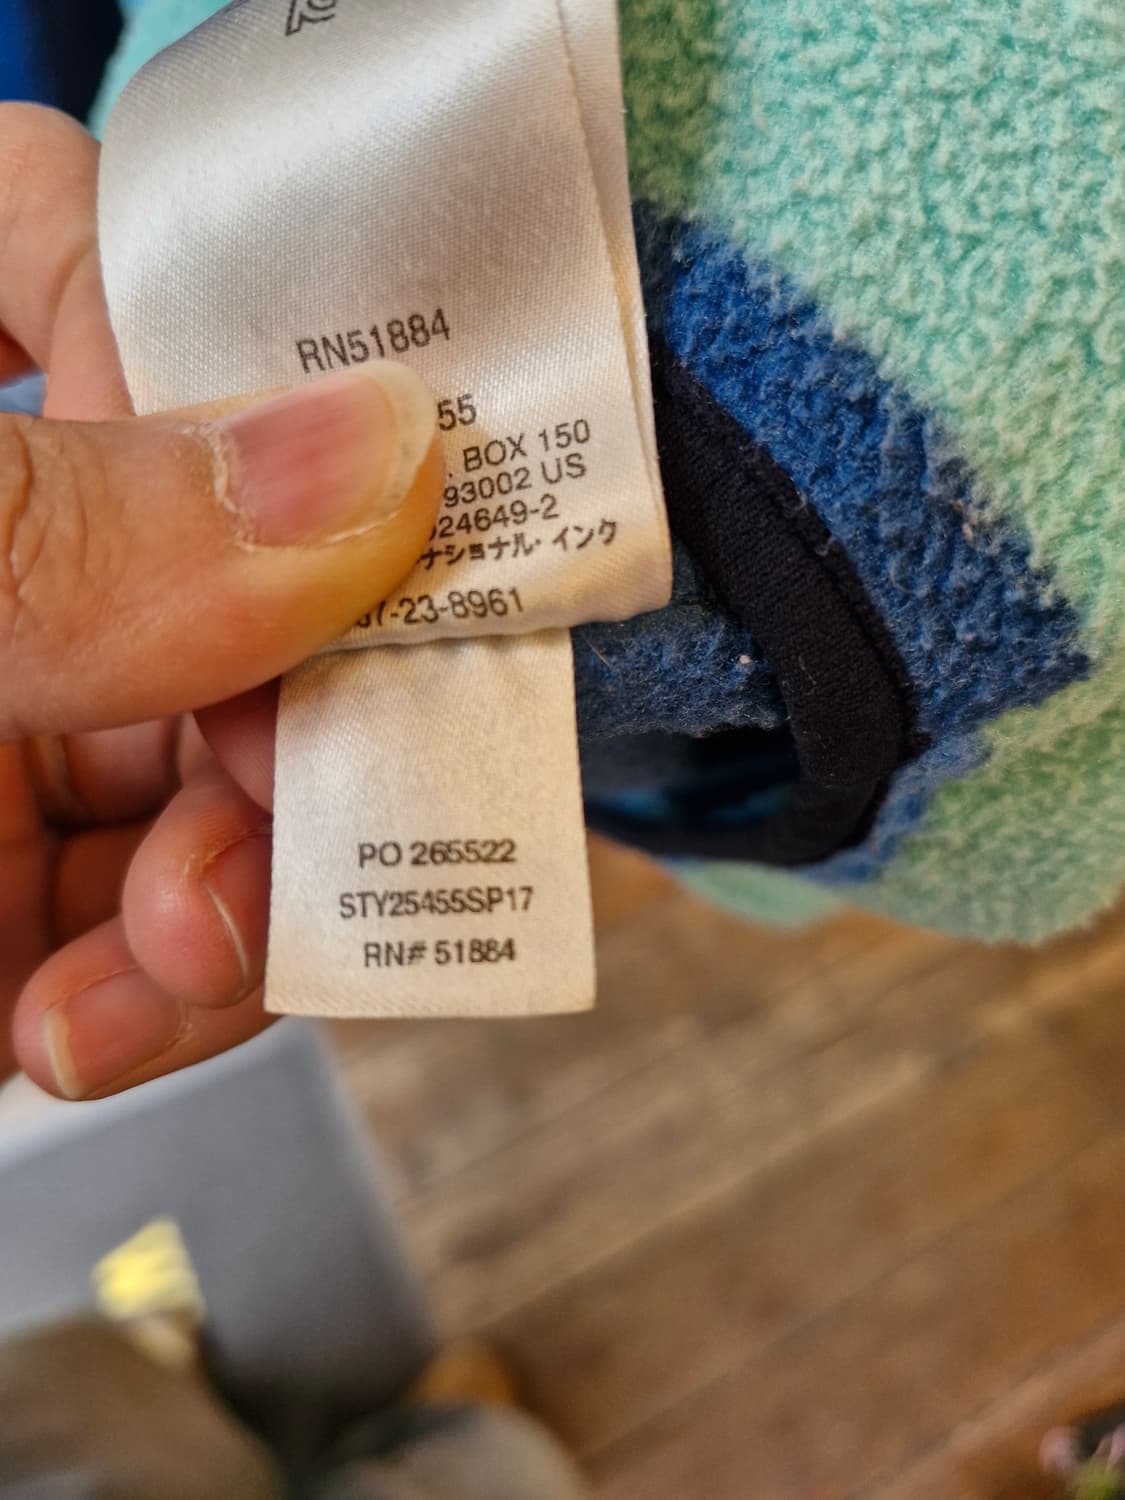 RN51884
55
. BOX 150
93002 US
024649-2
ナショナル・インク
37-23-8961
PO 265522
STY25455SP17
RN# 51884